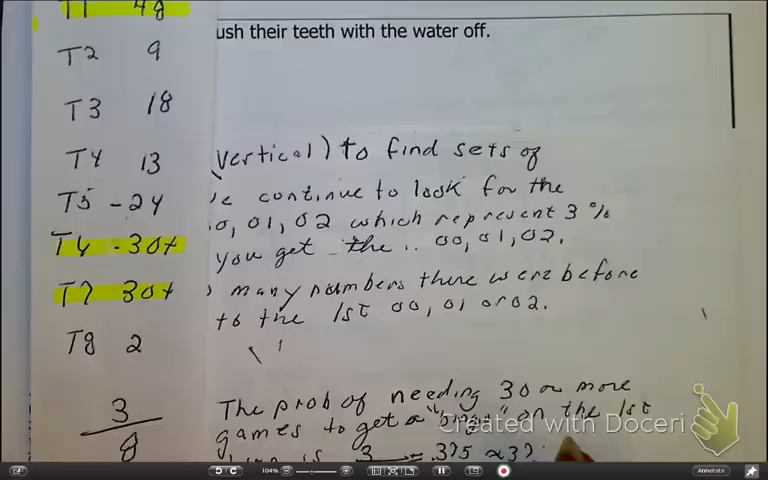 T1 48
ush their teeth with the water off.
T2 9
T3 18
T4 13
(vertical) to find sets of
T5 - 24
continue to look for the
01, 02 which represent 3%
T6 - 30+
you get the .. 00, 01, 02.
T7 30+
many numbers there were before
to the 1st 00, 01 or 02.
T8 2
3
8
The prob of needing 30 or more
games to get a on the 1st
is 3 = .375 ≈
Created with Doceri
104%
Annotate